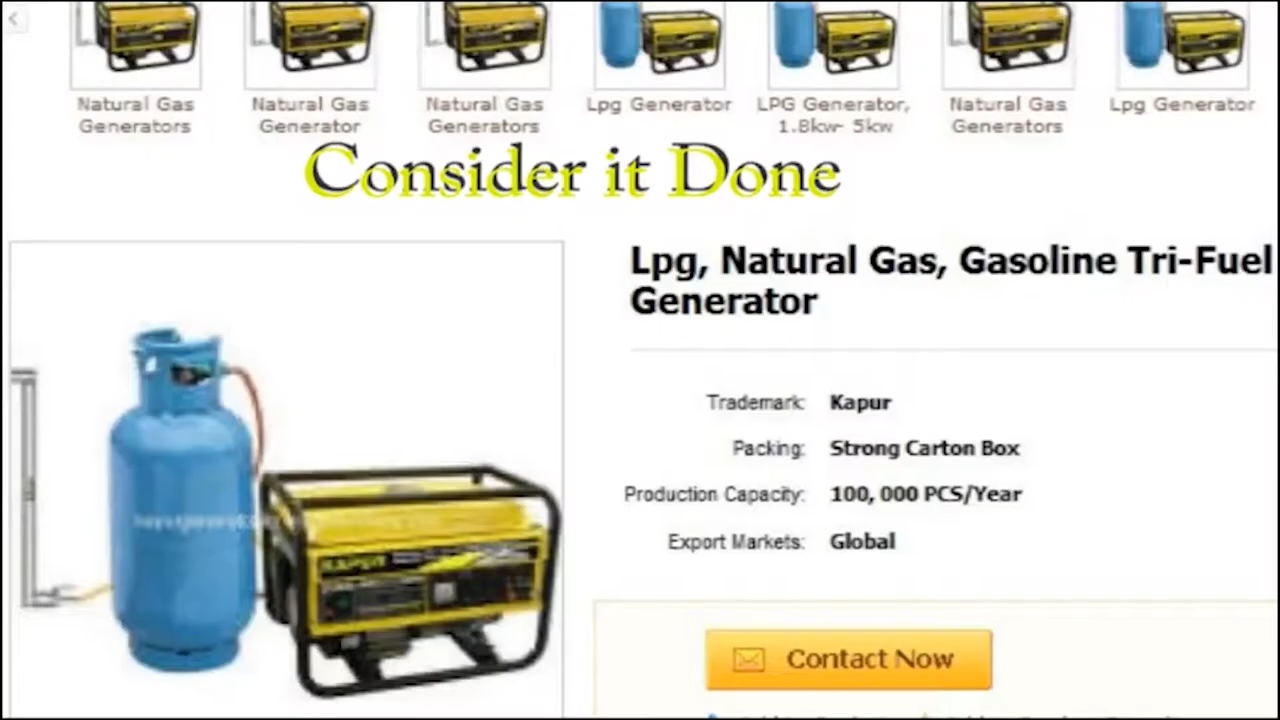 Natural Gas Generators
Natural Gas Generator
Natural Gas Generators
Lpg Generator
LPG Generator, 1.8kw- 5kw
Natural Gas Generators
Lpg Generator
Consider it Done
Lpg, Natural Gas, Gasoline Tri-Fuel
Generator
Trademark: Kapur
Packing: Strong Carton Box
Production Capacity: 100, 000 PCS/Year
Export Markets: Global
KAPUR
Contact Now